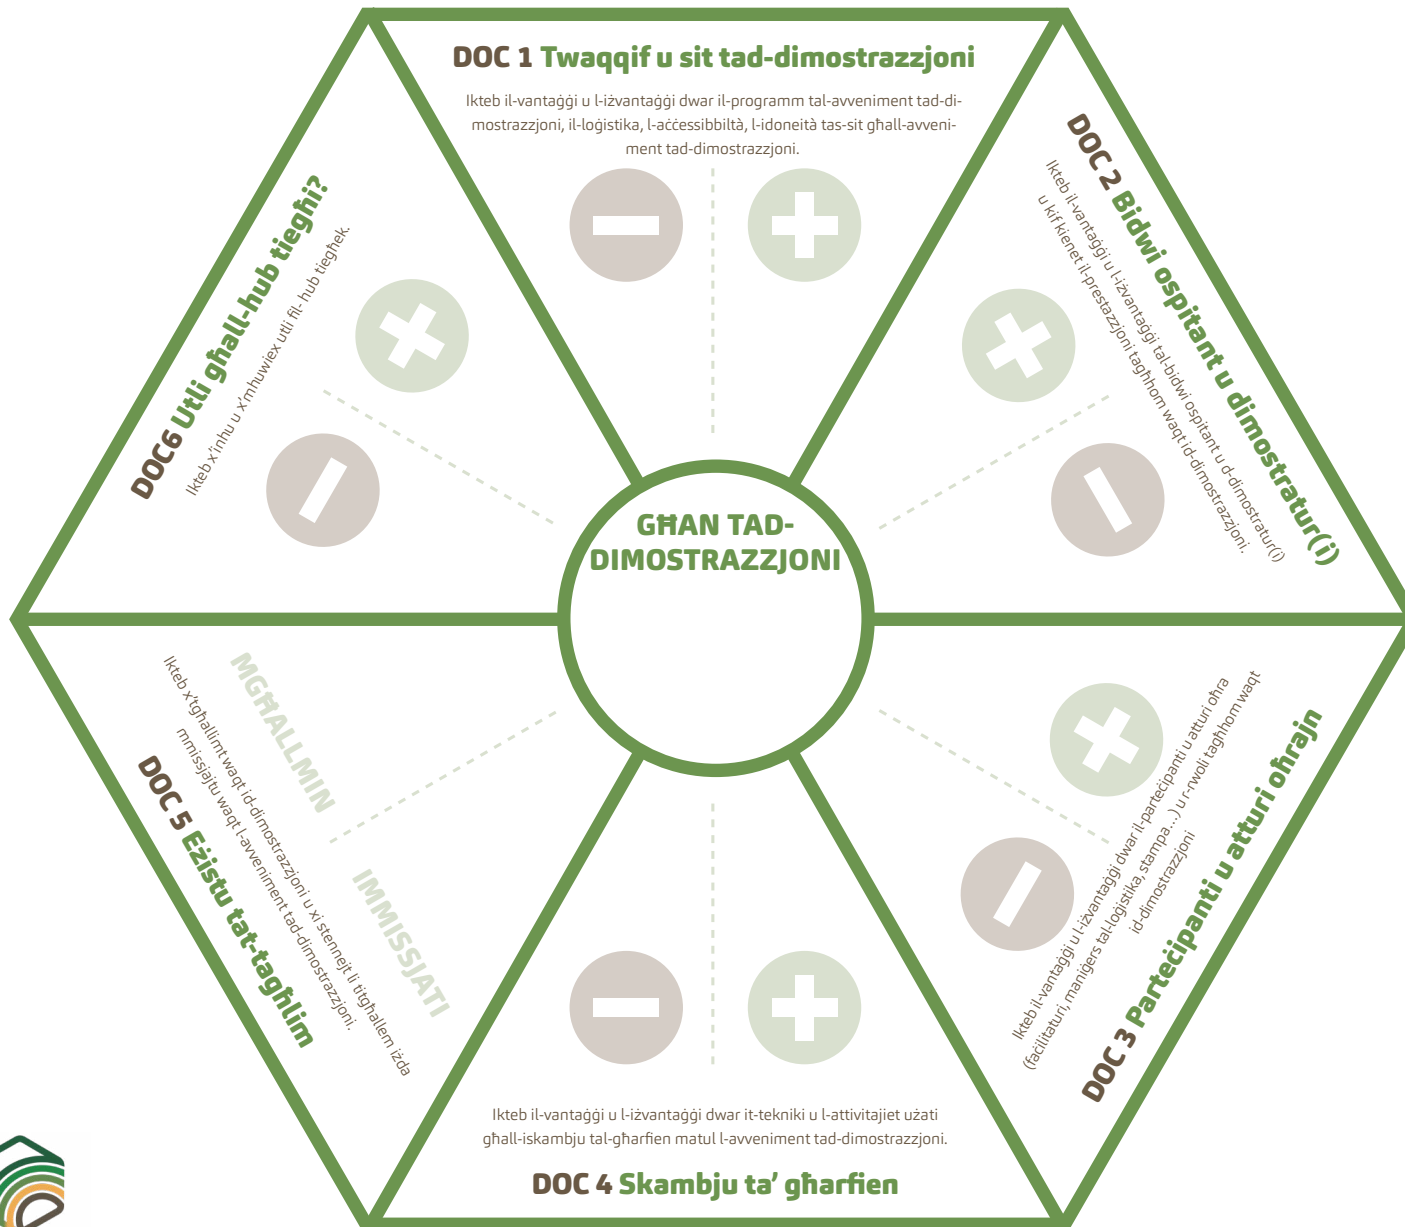 DOC 1 Twaqqif u sit tad-dimostrazzjoni
Ikteb il-vantaġġi u l-iżvantaġġi dwar il-programm tal-avveniment tad-di-
mostrazzjoni, il-loġistika, l-aċċessibbiltà, l-idoneità tas-sit għall-avveni-
ment tad-dimostrazzjoni.
DOC 2 Bidwi ospitant u dimostratur(i)
Ikteb il-vantaġġi u l-iżvantaġġi tal-bidwi ospitant u d-dimostratur(i)
u kif kienet il-prestazzjoni tagħhom waqt id-dimostrazzjoni.
DOC6 Utli għall-hub tiegħi?
Ikteb x'inhu u x'mhuwiex utli fil- hub tiegħek.
GĦAN TAD-
DIMOSTRAZZJONI
Ikteb il-vantaġġi u l-iżvantaġġi dwar il-parteċipanti u atturi oħra
(faċilitaturi, maniġers tal-loġistika, stampa...) u r-rwoli tagħhom waqt
id-dimostrazzjoni
DOC 3 Parteċipanti u atturi oħrajn
MGĦALLMIN
IMMISSJATI
Ikteb x'tgħallimt waqt id-dimostrazzjoni u xi stennejt li titgħallem iżda
mmissjajtu waqt l-avveniment tad-dimostrazzjoni.
DOC 5 Eżistu tat-tagħlim
Ikteb il-vantaġġi u l-iżvantaġġi dwar it-tekniki u l-attivitajiet użati
għall-iskambju tal-għarfien matul l-avveniment tad-dimostrazzjoni.
DOC 4 Skambju ta' għarfien